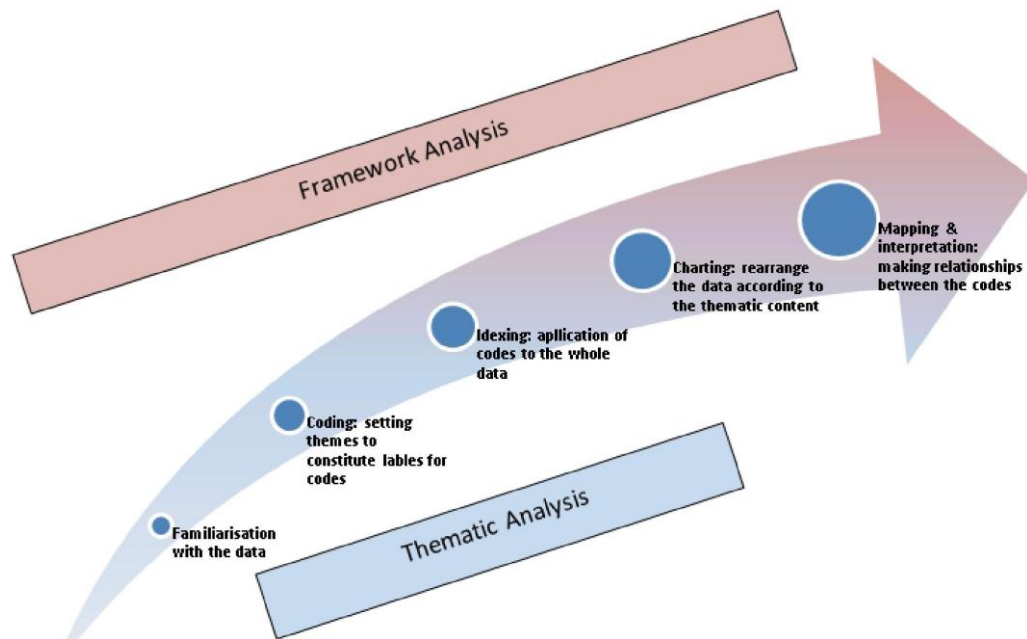 Framework Analysis
Mapping &
interpretation:
making relationships
between the codes
Charting: rearrange
the data according to
the thematic content
Idexing: apllication of
codes to the whole
data
Coding: setting
themes to
constitute lables for
codes
Familiarisation
with the data
Thematic Analysis